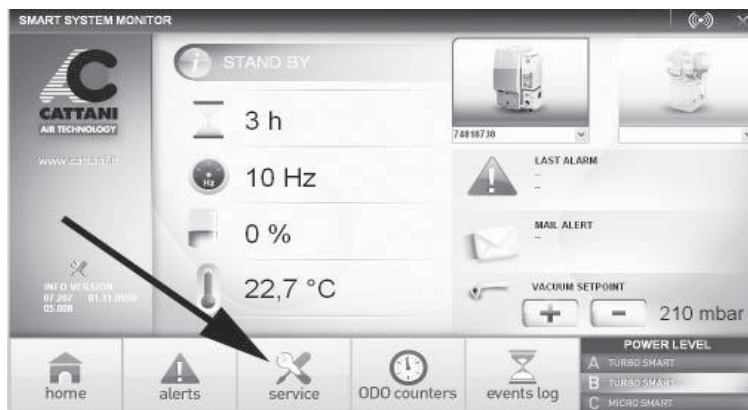 SMART SYSTEM MONITOR
AC
CATTANI
AIR TECHNOLOGY
www.cattani.it
INFO VERSION
STAND BY
3 h
10 Hz
Hz
0 %
22,7 °C
74818738
LAST ALARM
--
--
MAIL ALERT
--
VACUUM SETPOINT
+
-
210 mbar
home
alerts
service
ODO counters
events log
POWER LEVEL
A TURBO SMART
B TURBO SMART
C MICRO SMART